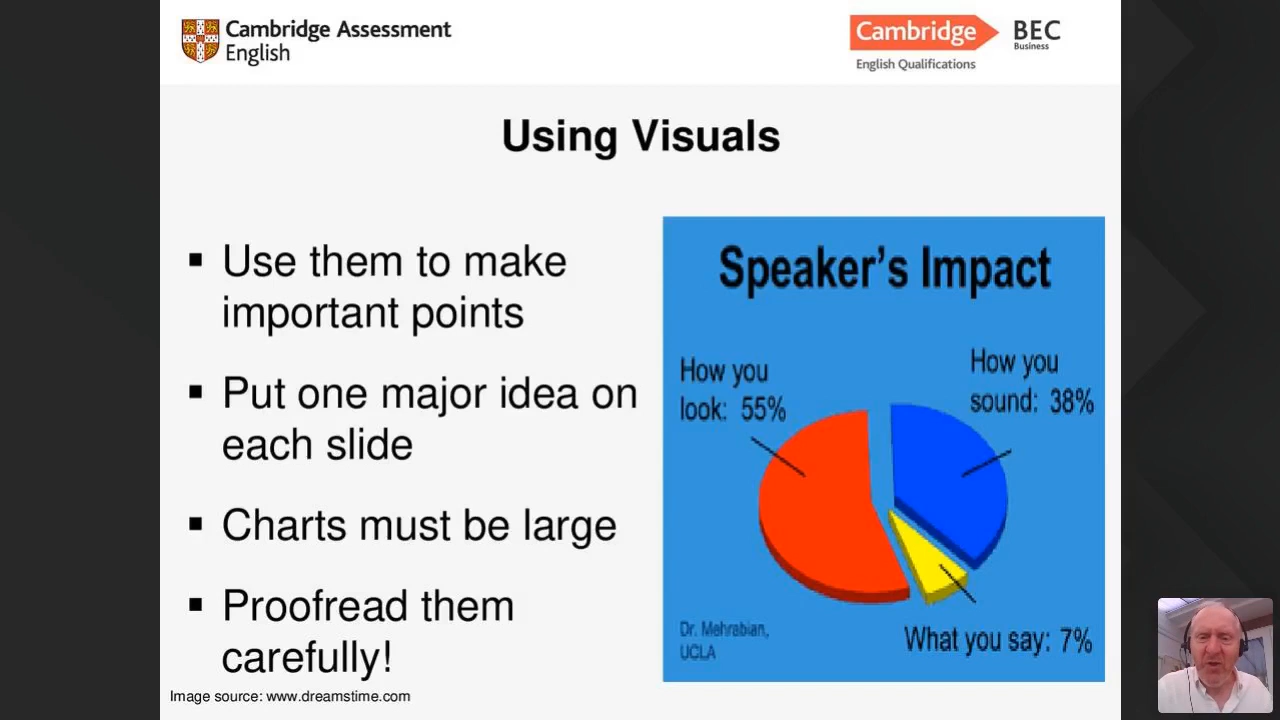 Cambridge Assessment
English
Cambridge
BEC
Business
English Qualifications
Using Visuals
▪ Use them to make
important points
▪ Put one major idea on
each slide
▪ Charts must be large
▪ Proofread them
carefully!
Image source: www.dreamstime.com
Speaker's Impact
How you
look: 55%
How you
sound: 38%
What you say: 7%
Dr. Mehrabian,
UCLA